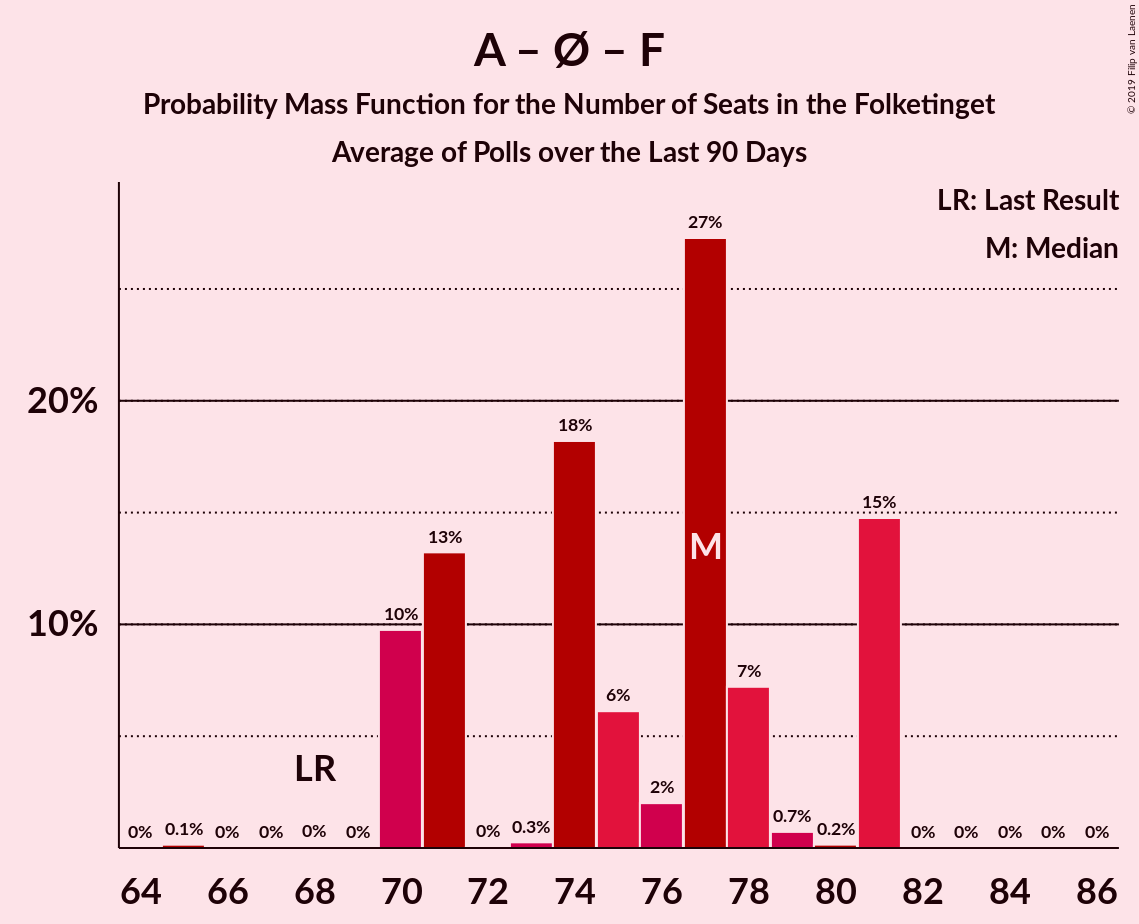 A – Ø – F
Probability Mass Function for the Number of Seats in the Folketinget
Average of Polls over the Last 90 Days
© 2019 Filip van Laenen
LR: Last Result
M: Median
20%
10%
0%
0.1%
0%
0%
0%
0%
10%
13%
0%
0.3%
18%
6%
2%
27%
7%
0.7%
0.2%
15%
0%
0%
0%
0%
0%
LR
M
64 66 68 70 72 74 76 78 80 82 84 86